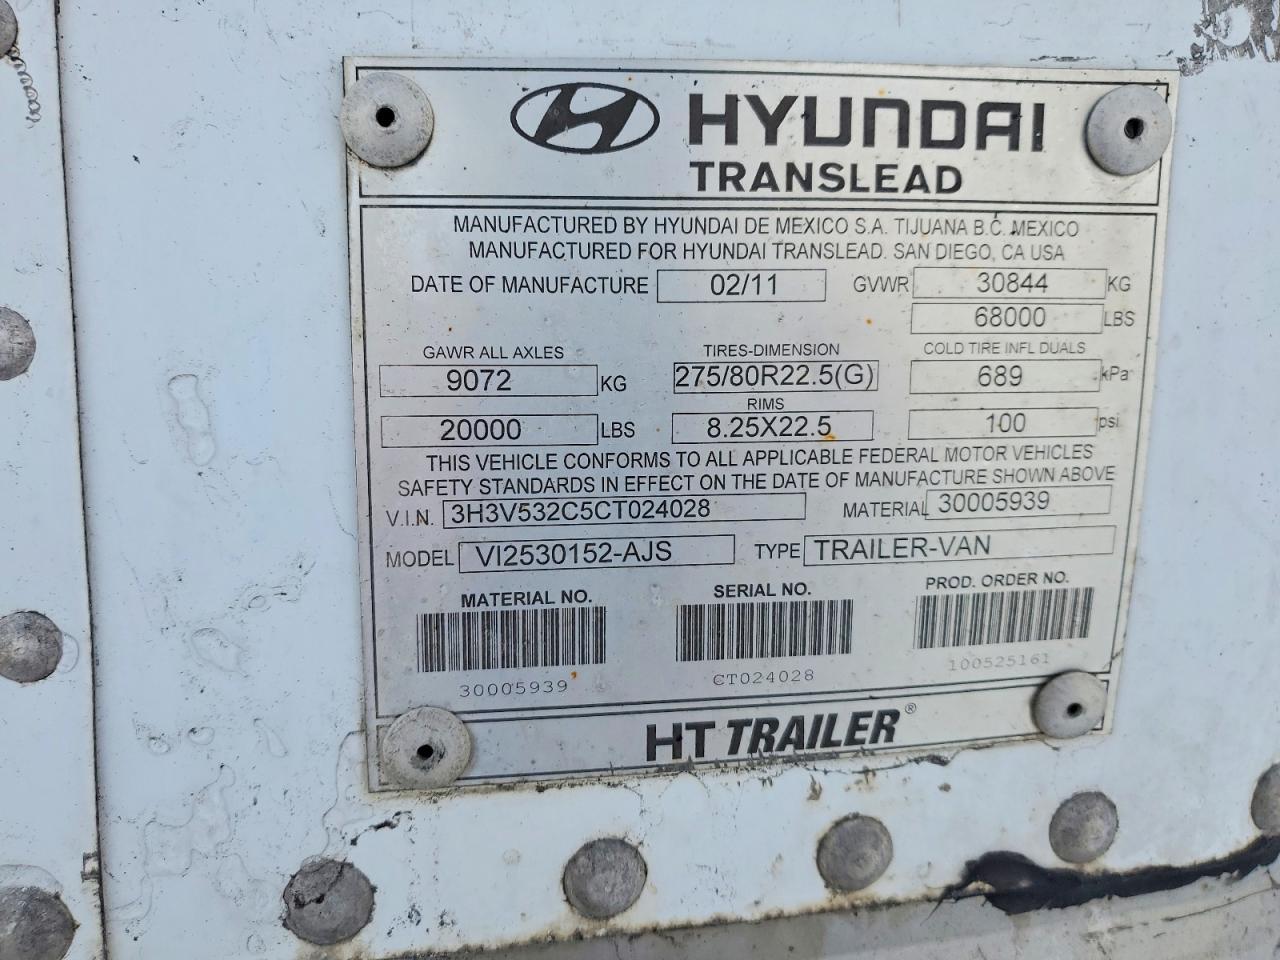 HYUNDAI
TRANSLEAD
MANUFACTURED BY HYUNDAI DE MEXICO S.A. TIJUANA B.C. MEXICO
MANUFACTURED FOR HYUNDAI TRANSLEAD. SAN DIEGO, CA USA
DATE OF MANUFACTURE 02/11 GVWR 30844 KG
68000 LBS
GAWR ALL AXLES TIRES-DIMENSION COLD TIRE INFL DUALS
9072 KG 275/80R22.5(G) 689 kPa
RIMS
20000 LBS 8.25X22.5 100 psi
THIS VEHICLE CONFORMS TO ALL APPLICABLE FEDERAL MOTOR VEHICLES
SAFETY STANDARDS IN EFFECT ON THE DATE OF MANUFACTURE SHOWN ABOVE
V.I.N. 3H3V532C5CT024028 MATERIAL 30005939
MODEL VI2530152-AJS TYPE TRAILER-VAN
MATERIAL NO. SERIAL NO. PROD. ORDER NO.
30005939 CT024028 100525161
HT TRAILER®